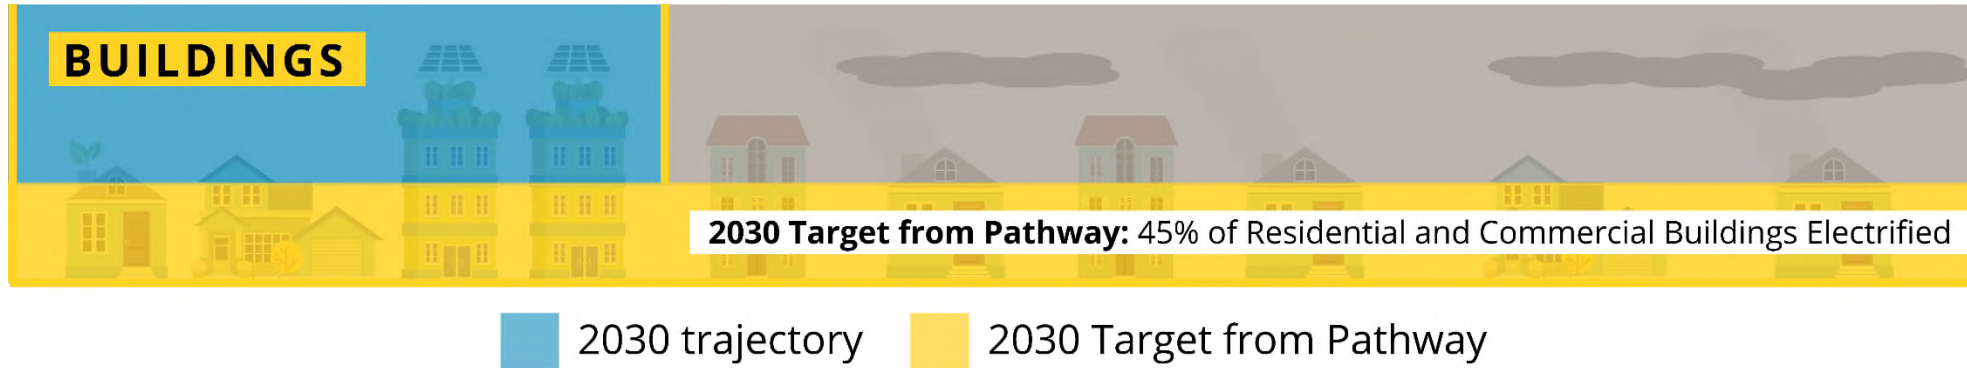 BUILDINGS
2030 Target from Pathway: 45% of Residential and Commercial Buildings Electrified
2030 trajectory
2030 Target from Pathway